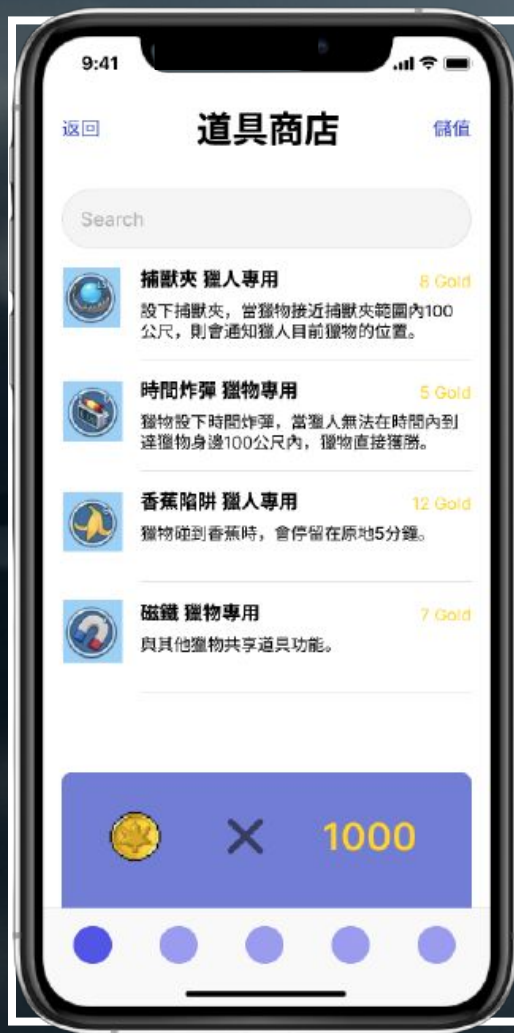 9:41
返回
道具商店
儲值
Search
捕獸夾 獵人專用
8 Gold
設下捕獸夾，當獵物接近捕獸夾範圍內100
公尺，則會通知獵人目前獵物的位置。
時間炸彈 獵物專用
5 Gold
獵物設下時間炸彈，當獵人無法在時間內到
達獵物身邊100公尺內，獵物直接獲勝。
香蕉陷阱 獵人專用
12 Gold
獵物碰到香蕉時，會停留在原地5分鐘。
磁鐵 獵物專用
7 Gold
與其他獵物共享道具功能。
1000